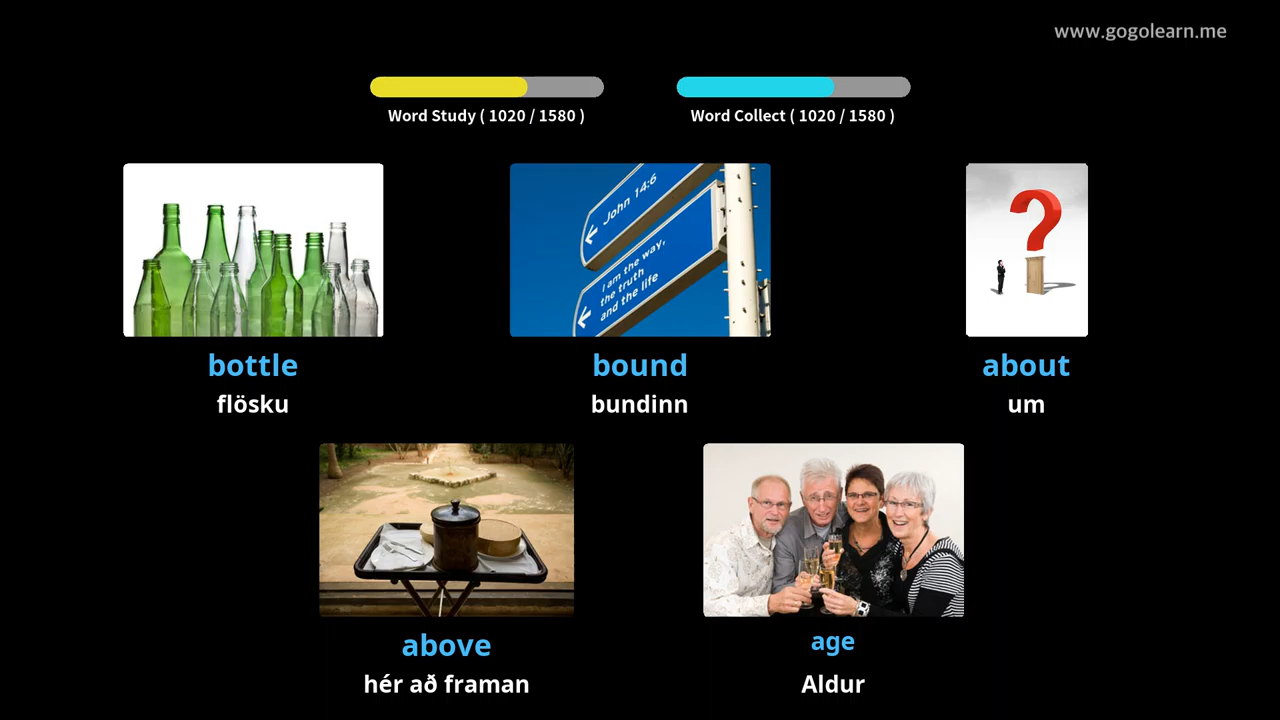 www.gogolearn.me
Word Study ( 1020 / 1580 )
Word Collect ( 1020 / 1580 )
John 14:6
I am the way,
the truth
and the life
bottle
bound
about
flösku
bundinn
um
above
age
hér að framan
Aldur